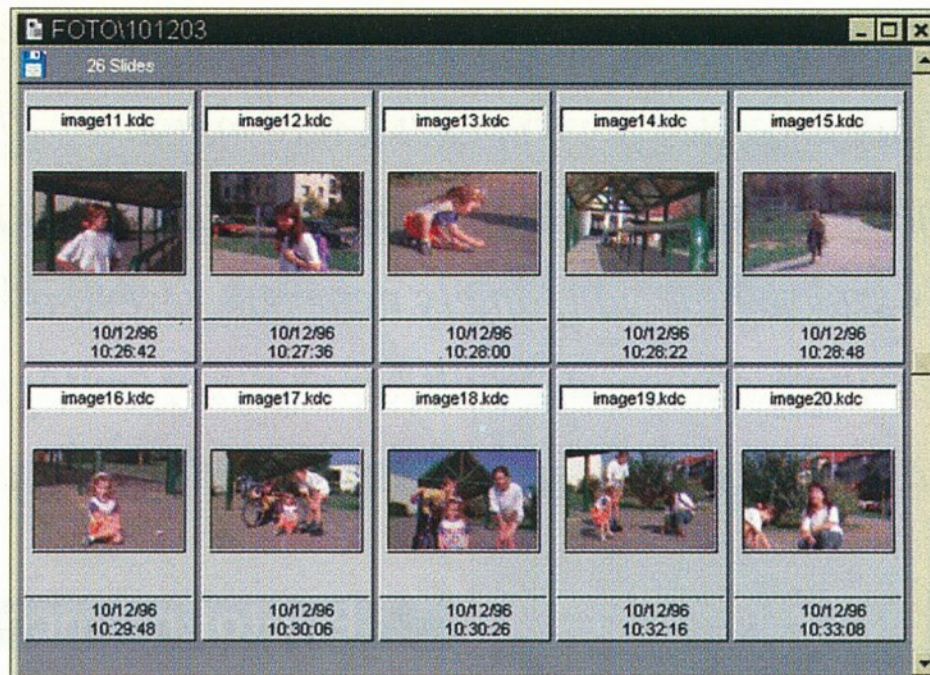 FOTO\101203
26 Slides
image11.kdc
image12.kdc
image13.kdc
image14.kdc
image15.kdc
10/12/96
10:26:42
10/12/96
10:27:36
10/12/96
10:28:00
10/12/96
10:28:22
10/12/96
10:28:48
image16.kdc
image17.kdc
image18.kdc
image19.kdc
image20.kdc
10/12/96
10:29:48
10/12/96
10:30:06
10/12/96
10:30:26
10/12/96
10:32:16
10/12/96
10:33:08